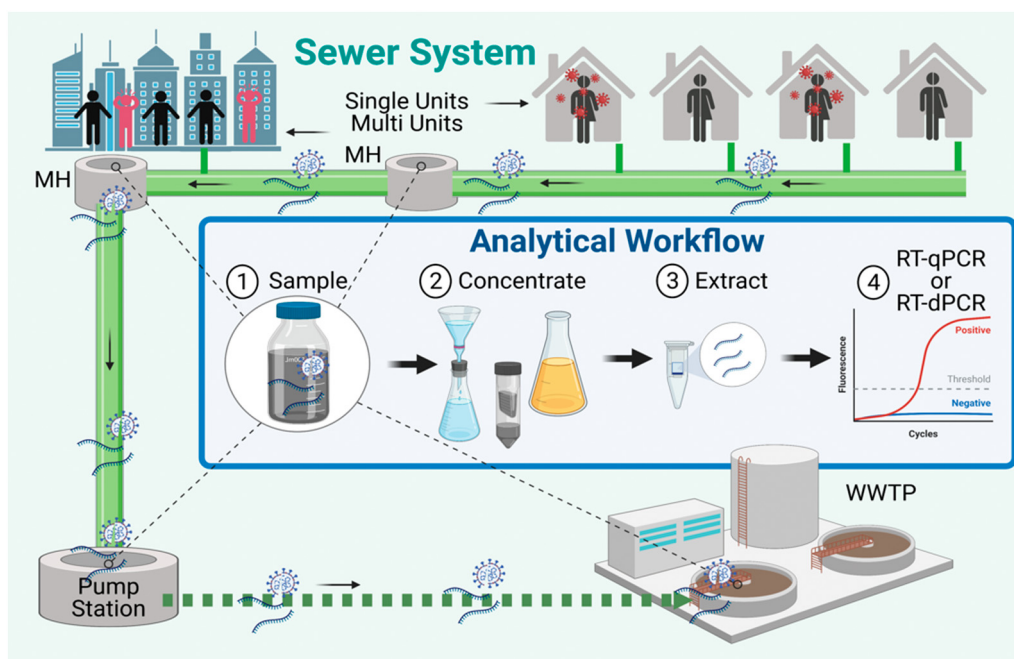 Sewer System
Single Units
Multi Units
MH
MH
Analytical Workflow
1 Sample
2 Concentrate
3 Extract
4 RT-qPCR
or
RT-dPCR
Positive
Threshold
Negative
Fluorescence
Cycles
WWTP
Pump
Station